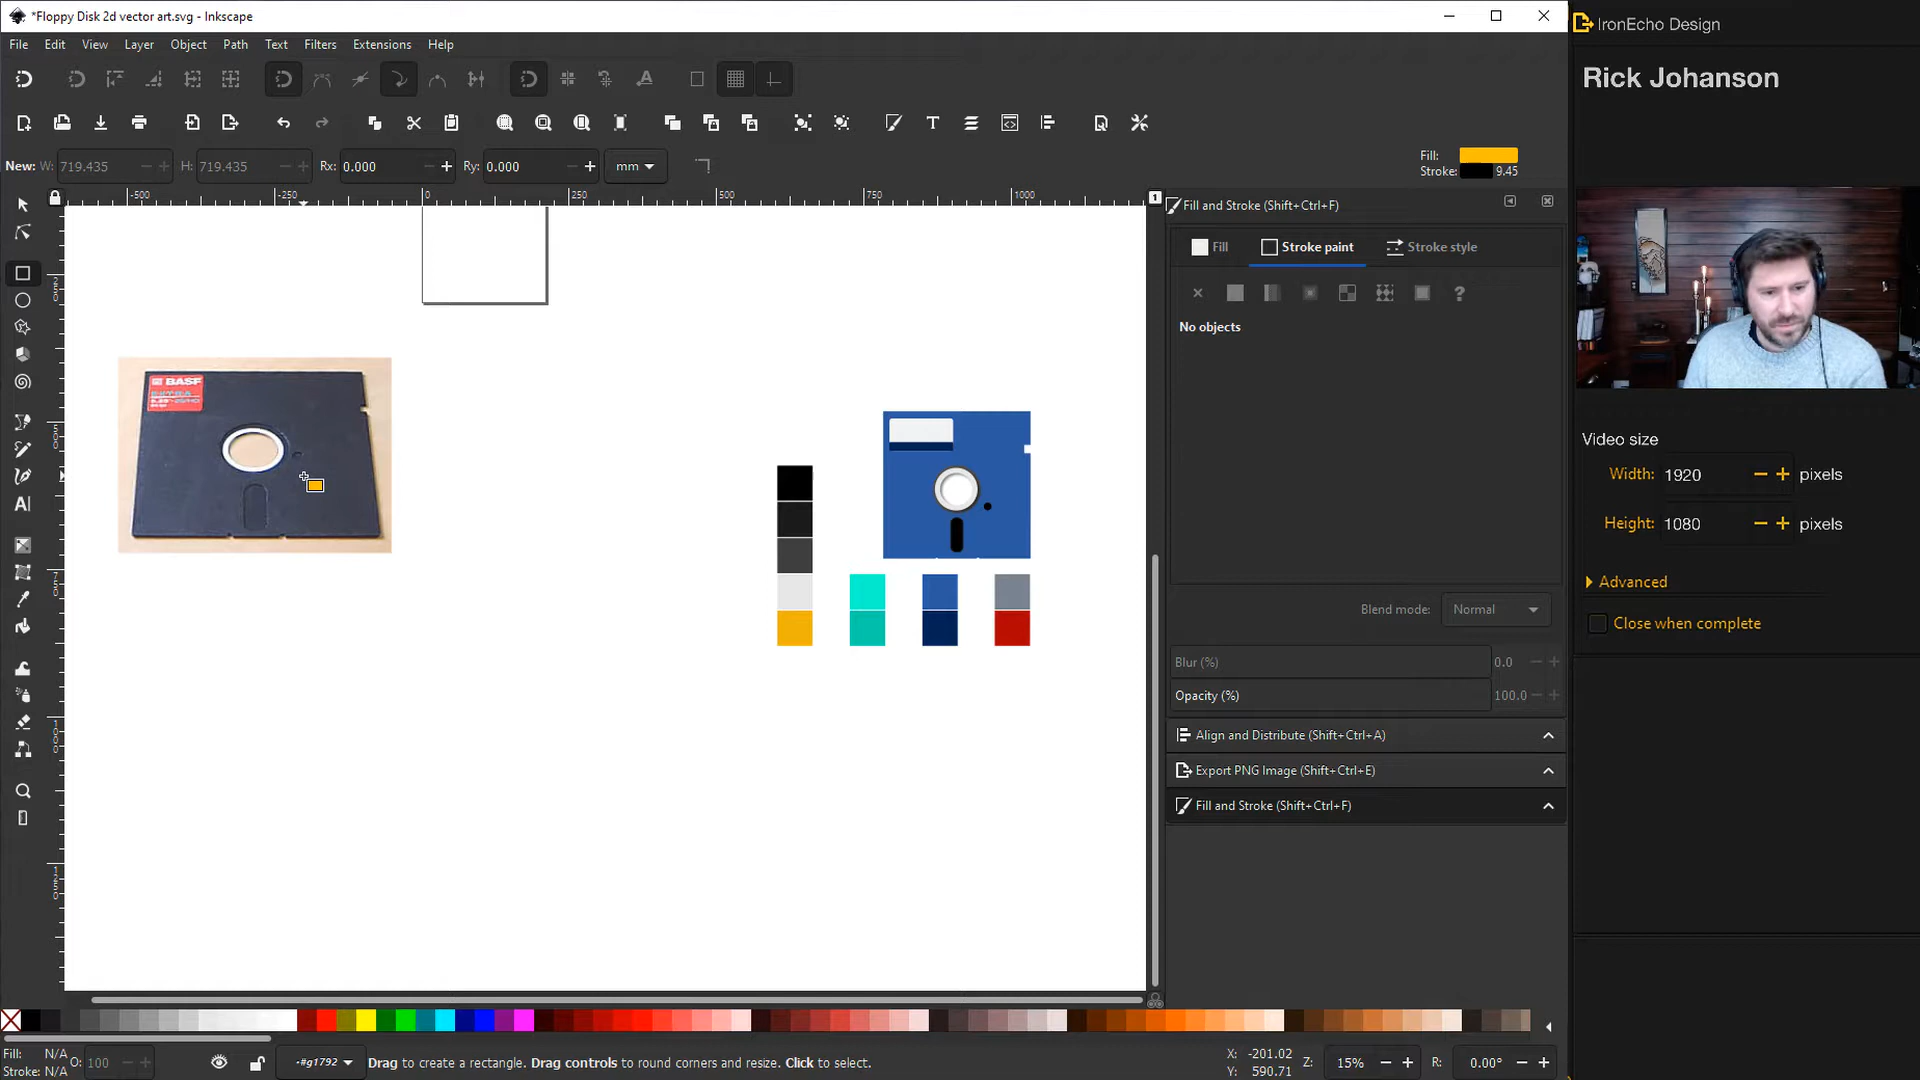 *Floppy Disk 2d vector art.svg - Inkscape
File Edit View Layer Object Path Text Filters Extensions Help
New: W: 719.435 H: 719.435 Rx: 0.000 Ry: 0.000 mm
Fill:
Stroke: 9.45
-500 -250 0 250 500 750 1000
1
Fill and Stroke (Shift+Ctrl+F)
Fill Stroke paint Stroke style
No objects
BASF
Blend mode: Normal
Blur (%) 0.0
Opacity (%) 100.0
Align and Distribute (Shift+Ctrl+A)
Export PNG Image (Shift+Ctrl+E)
Fill and Stroke (Shift+Ctrl+F)
Fill: N/A
Stroke: N/A
O: 100
·#g1792
Drag to create a rectangle. Drag controls to round corners and resize. Click to select.
X: -201.02
Y: 590.71
Z: 15%
R: 0.00°
IronEcho Design
Rick Johanson
Video size
Width: 1920 pixels
Height: 1080 pixels
Advanced
Close when complete